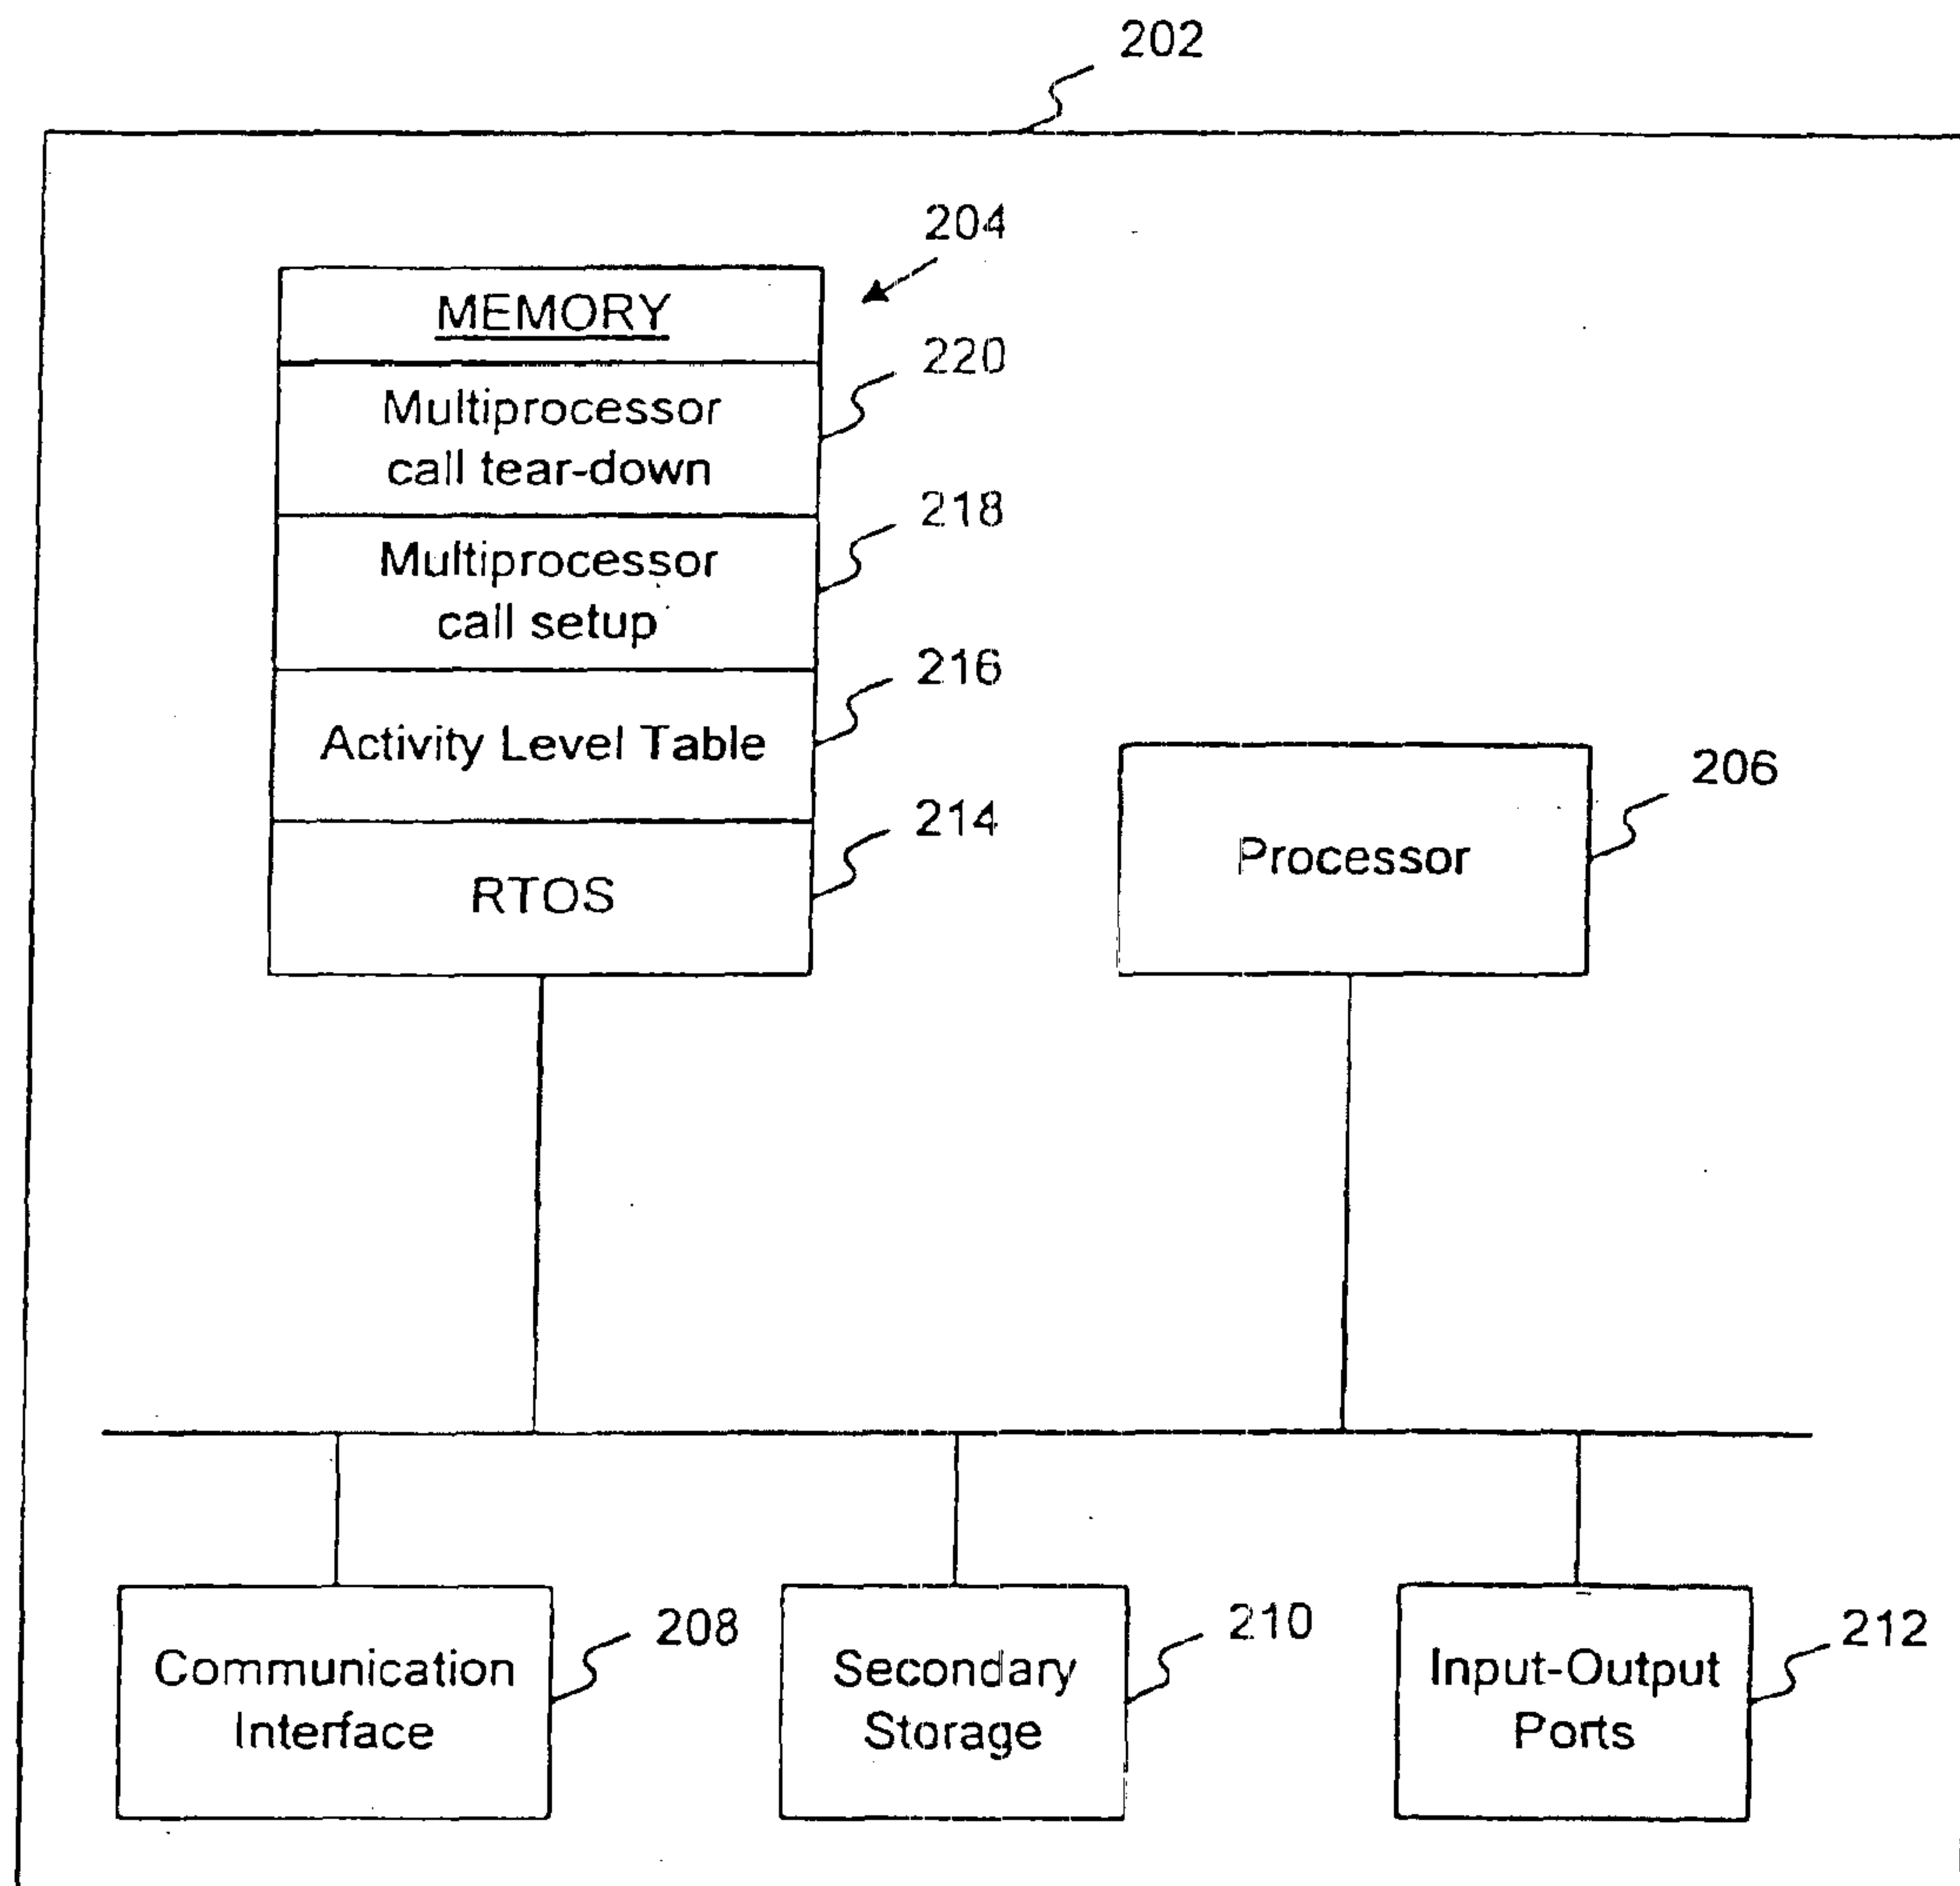 202
204
MEMORY
220
Multiprocessor
call tear-down
218
Multiprocessor
call setup
216
Activity Level Table
206
214
Processor
RTOS
208
210
212
Communication
Interface
Secondary
Storage
Input-Output
Ports